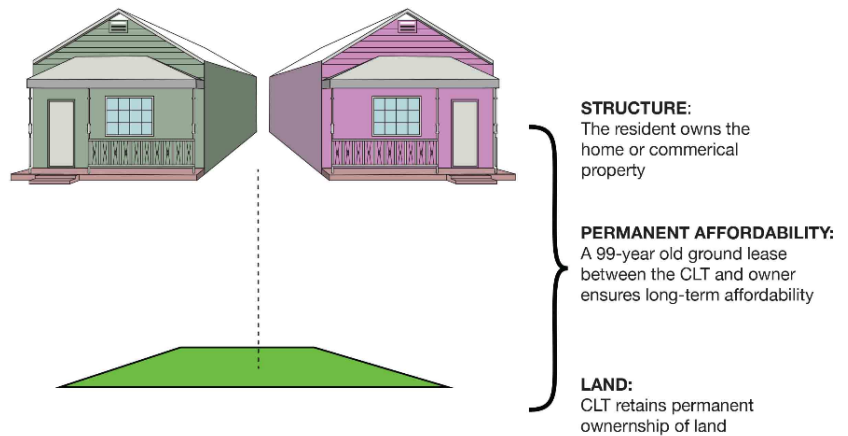 STRUCTURE:
The resident owns the
home or commerical
property
PERMANENT AFFORDABILITY:
A 99-year old ground lease
between the CLT and owner
ensures long-term affordability
LAND:
CLT retains permanent
ownership of land